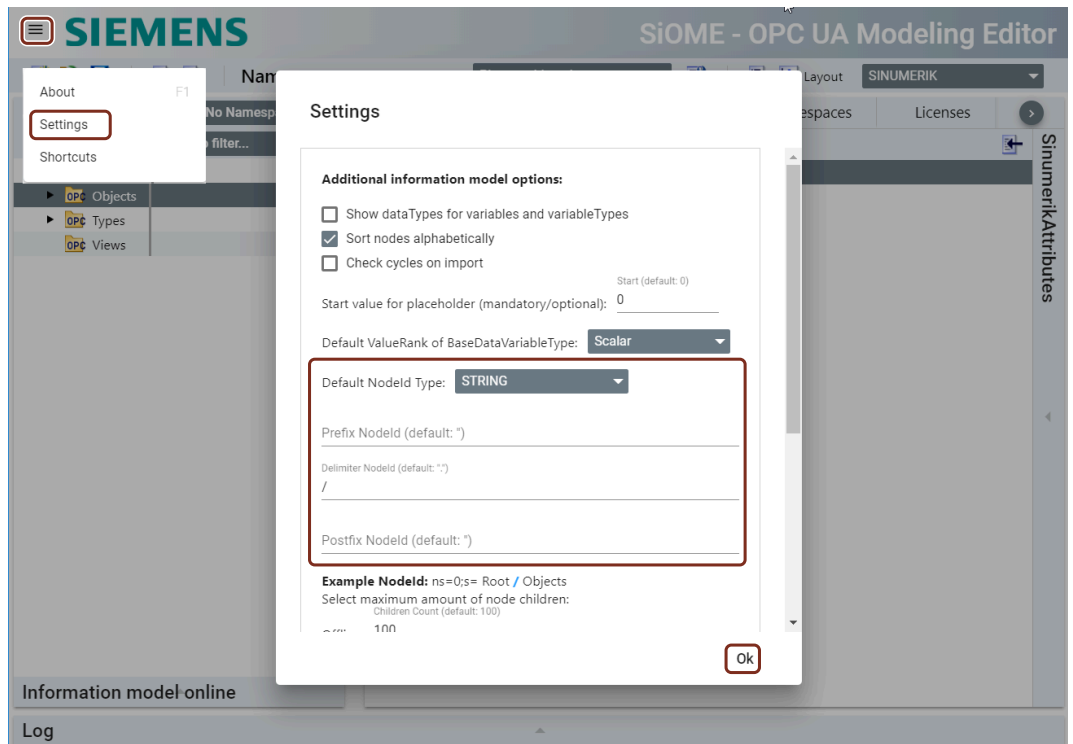 SIEMENS
SiOME - OPC UA Modeling Editor
Layout SINUMERIK
About F1
Settings
Shortcuts
Licenses
filter...
OPC Objects
OPC Types
OPC Views
SinumerikAttributes
Settings
Additional information model options:
Show dataTypes for variables and variableTypes
Sort nodes alphabetically
Check cycles on import
Start (default: 0)
Start value for placeholder (mandatory/optional): 0
Default ValueRank of BaseDataVariableType: Scalar
Default NodeId Type: STRING
Prefix NodeId (default: '')
Delimiter NodeId (default: ".")
/
Postfix NodeId (default: '')
Example NodeId: ns=0;s= Root / Objects
Select maximum amount of node children:
Children Count (default: 100)
100
Ok
Information model online
Log